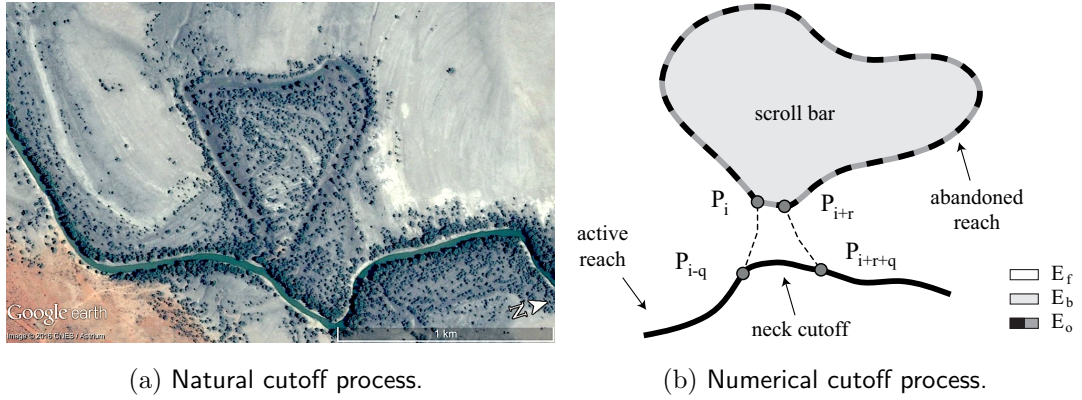 Google earth
Image © 2016 CNES / Astrium
N
1 km
(a) Natural cutoff process.
scroll bar
P_i
P_{i+r}
abandoned
reach
active
reach
P_{i-q}
P_{i+r+q}
neck cutoff
E_f
E_b
E_o
(b) Numerical cutoff process.